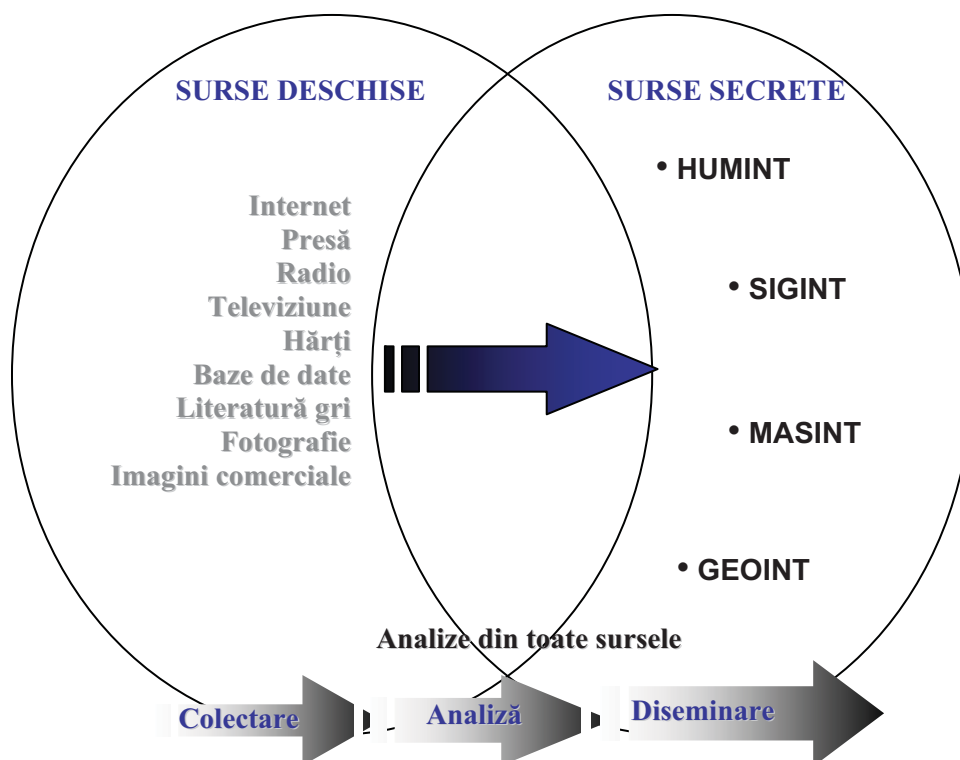 SURSE DESCHISE
Internet
Presă
Radio
Televiziune
Hărți
Baze de date
Literatură gri
Fotografie
Imagini comerciale
SURSE SECRETE
• HUMINT
• SIGINT
• MASINT
• GEOINT
Analize din toate sursele
Colectare
Analiză
Diseminare